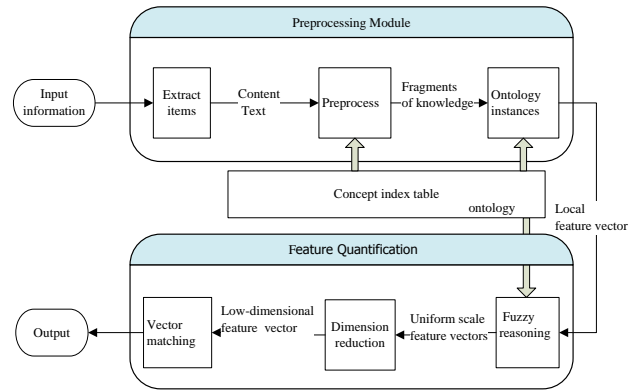 Preprocessing Module
Input
information
Extract
items
Content
Text
Preprocess
Fragments
of knowledge
Ontology
instances
Concept index table
ontology
Local
feature vector
Feature Quantification
Output
Vector
matching
Low-dimensional
feature vector
Dimension
reduction
Uniform scale
feature vectors
Fuzzy
reasoning